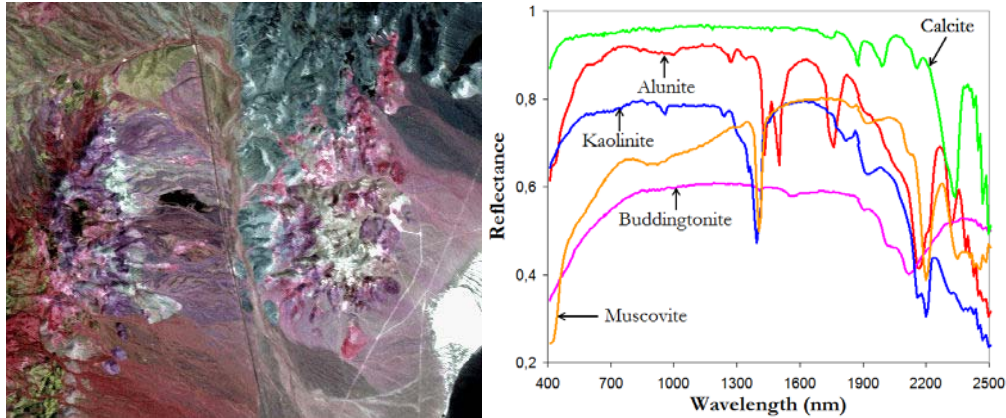 Reflectance
1
0,8
0,6
0,4
0,2
Calcite
Alunite
Kaolinite
Buddingtonite
Muscovite
400 700 1000 1300 1600 1900 2200 2500
Wavelength (nm)